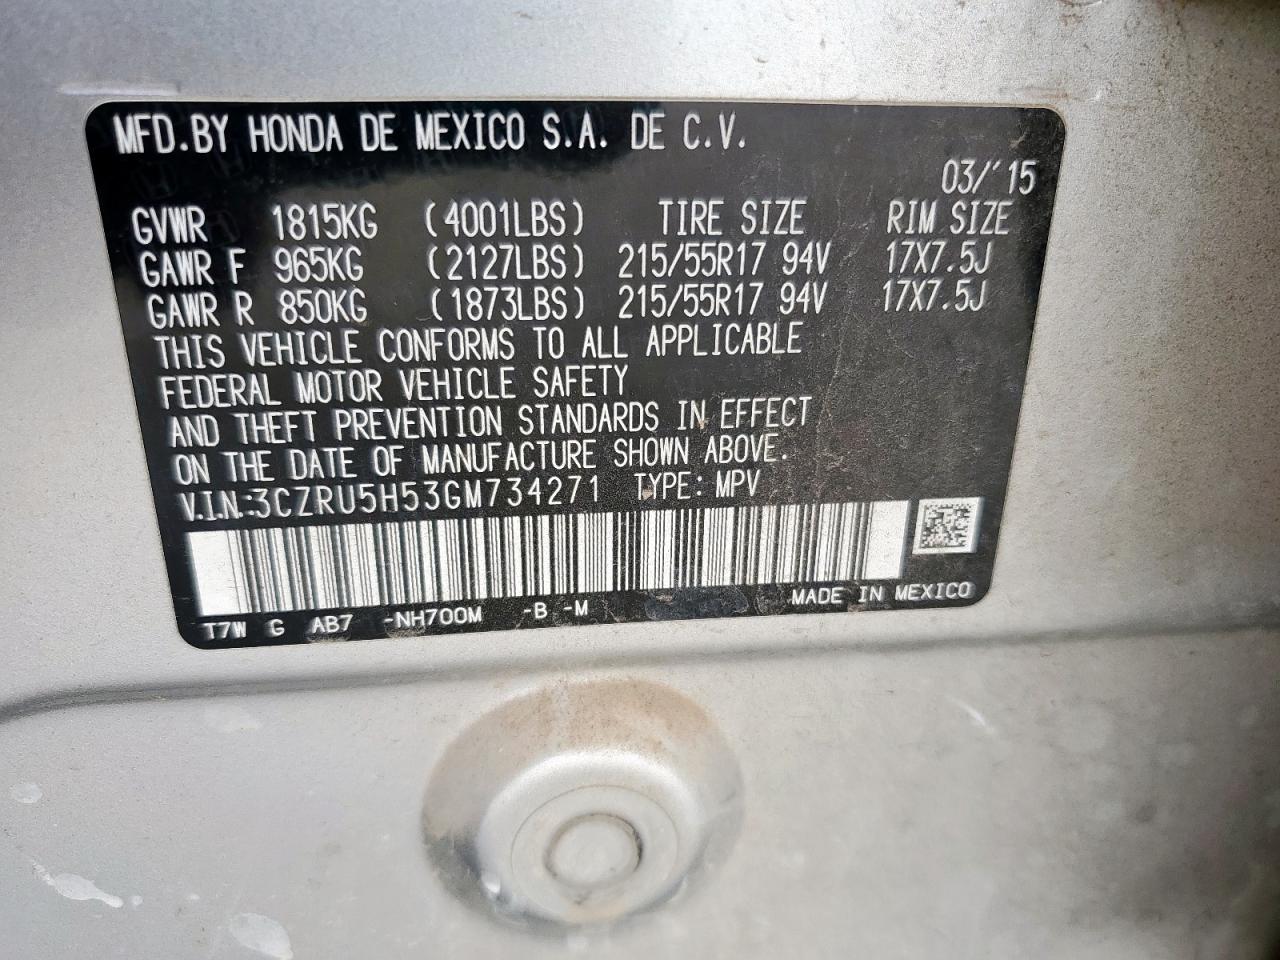 MFD.BY HONDA DE MEXICO S.A. DE C.V.
03/'15
GVWR 1815KG (4001LBS) TIRE SIZE RIM SIZE
GAWR F 965KG (2127LBS) 215/55R17 94V 17X7.5J
GAWR R 850KG (1873LBS) 215/55R17 94V 17X7.5J
THIS VEHICLE CONFORMS TO ALL APPLICABLE
FEDERAL MOTOR VEHICLE SAFETY
AND THEFT PREVENTION STANDARDS IN EFFECT
ON THE DATE OF MANUFACTURE SHOWN ABOVE.
V.I.N.:3CZRU5H53GM734271 TYPE: MPV
MADE IN MEXICO
T7W G AB7 -NH700M -B -M